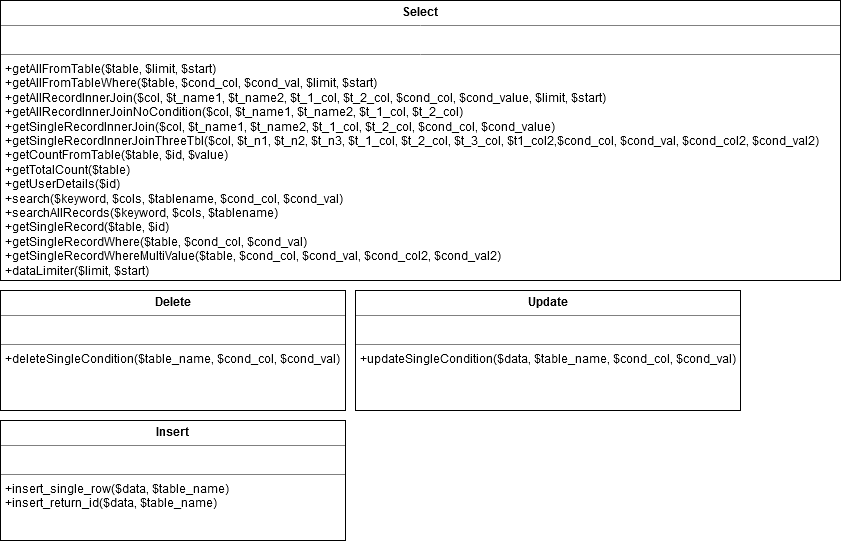 Select
+getAllFromTable($table, $limit, $start)
+getAllFromTableWhere($table, $cond_col, $cond_val, $limit, $start)
+getAllRecordInnerJoin($col, $t_name1, $t_name2, $t_1_col, $t_2_col, $cond_col, $cond_value, $limit, $start)
+getAllRecordInnerJoinNoCondition($col, $t_name1, $t_name2, $t_1_col, $t_2_col)
+getSingleRecordInnerJoin($col, $t_name1, $t_name2, $t_1_col, $t_2_col, $cond_col, $cond_value)
+getSingleRecordInnerJoinThreeTbl($col, $t_n1, $t_n2, $t_n3, $t_1_col, $t_2_col, $t_3_col, $t1_col2,$cond_col, $cond_val, $cond_col2, $cond_val2)
+getCountFromTable($table, $id, $value)
+getTotalCount($table)
+getUserDetails($id)
+search($keyword, $cols, $tablename, $cond_col, $cond_val)
+searchAllRecords($keyword, $cols, $tablename)
+getSingleRecord($table, $id)
+getSingleRecordWhere($table, $cond_col, $cond_val)
+getSingleRecordWhereMultiValue($table, $cond_col, $cond_val, $cond_col2, $cond_val2)
+dataLimiter($limit, $start)
Delete
+deleteSingleCondition($table_name, $cond_col, $cond_val)
Update
+updateSingleCondition($data, $table_name, $cond_col, $cond_val)
Insert
+insert_single_row($data, $table_name)
+insert_return_id($data, $table_name)